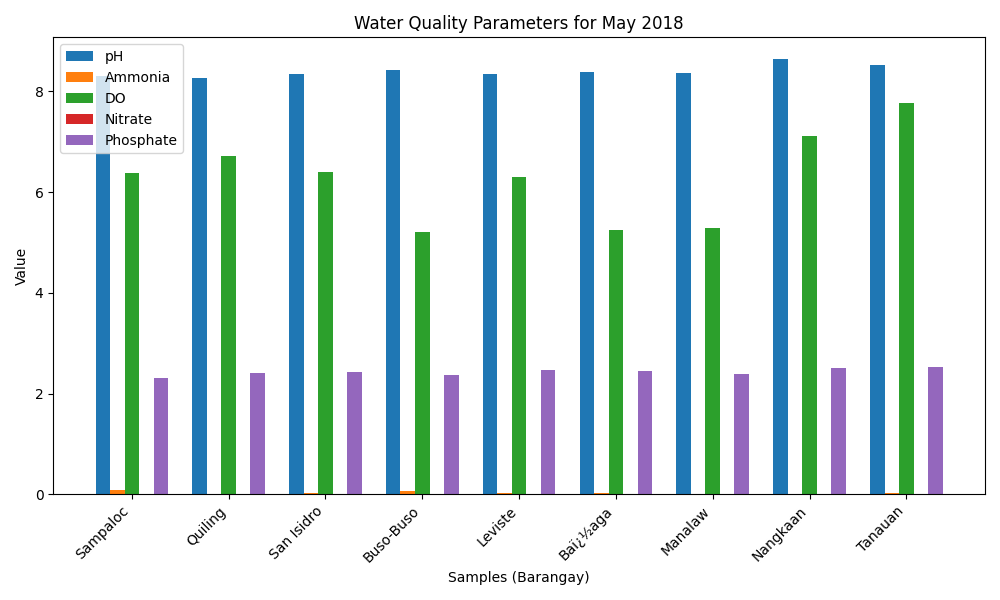 Water Quality Parameters for May 2018
pH
Ammonia
DO
Nitrate
Phosphate
8
6
4
2
0
Value
Sampaloc
Quiling
San Isidro
Buso-Buso
Leviste
Baï¿½aga
Manalaw
Nangkaan
Tanauan
Samples (Barangay)